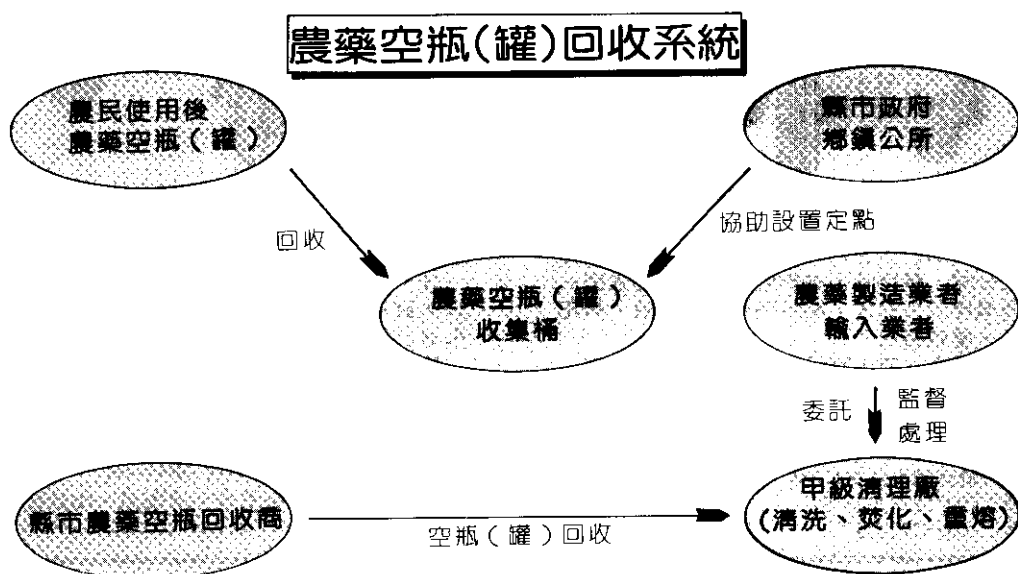 農藥空瓶(罐)回收系統
農民使用後
農藥空瓶(罐)
縣市政府
鄉鎮公所
回收
協助設置定點
農藥空瓶(罐)
收集桶
農藥製造業者
輸入業者
委託
監督
處理
縣市農藥空瓶回收商
空瓶(罐)回收
甲級清理廠
(清洗、焚化、重熔)